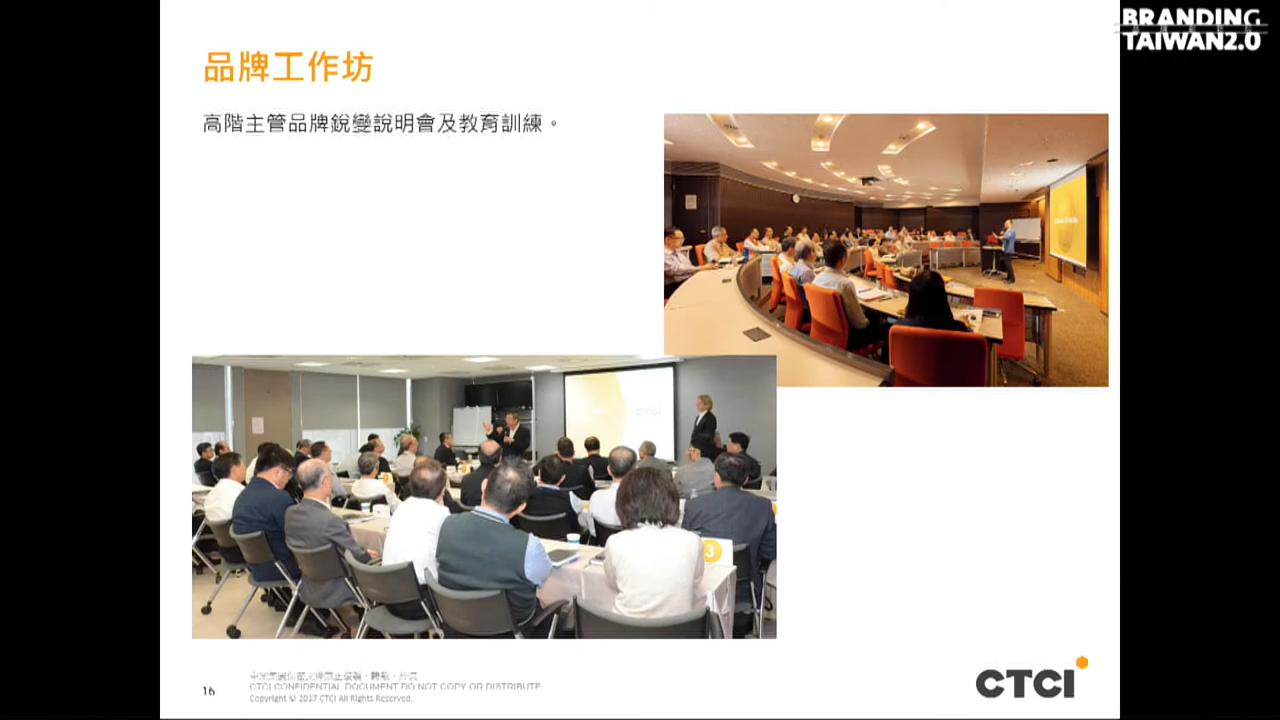 BRANDING
TAIWAN2.0
品牌工作坊
高階主管品牌銳變說明會及教育訓練。
CTCI
3
16
CTCI CONFIDENTIAL DOCUMENT DO NOT COPY OR DISTRIBUTE
Copyright © 2017 CTCI All Rights Reserved.
CTCI